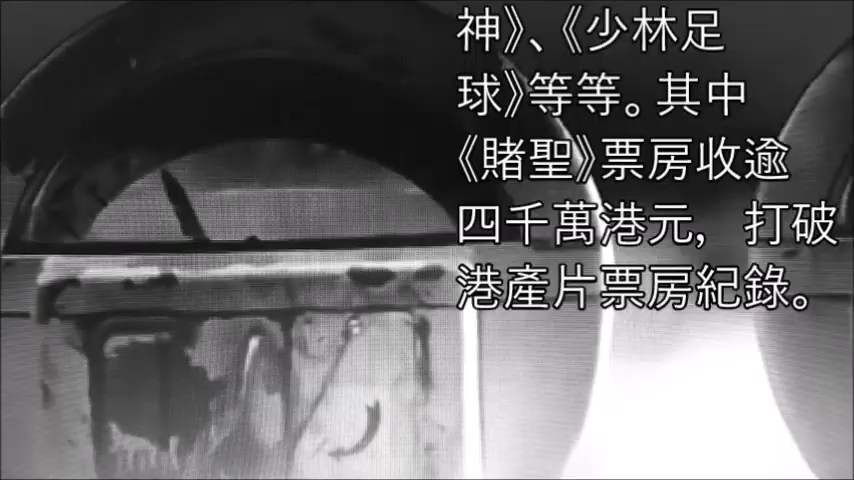 神》、《少林足
球》等等。其中
《賭聖》票房收逾
四千萬港元，打破
港產片票房紀錄。